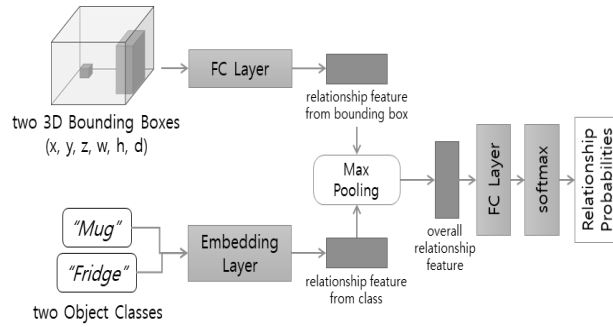 two 3D Bounding Boxes
(x, y, z, w, h, d)
FC Layer
relationship feature
from bounding box
"Mug"
"Fridge"
two Object Classes
Embedding
Layer
relationship feature
from class
Max
Pooling
overall
relationship
feature
FC Layer
softmax
Relationship
Probabilities